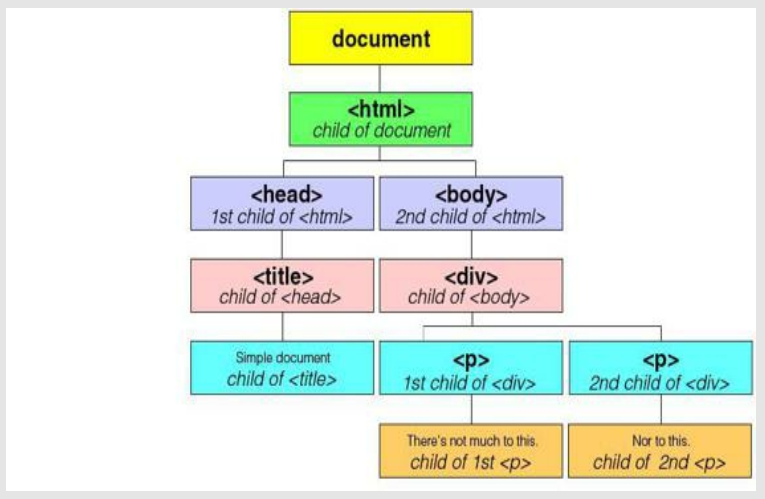 document
<html>
child of document
<head>
1st child of <html>
<body>
2nd child of <html>
<title>
child of <head>
<div>
child of <body>
Simple document
child of <title>
<p>
1st child of <div>
<p>
2nd child of <div>
There's not much to this.
child of 1st <p>
Nor to this.
child of 2nd <p>